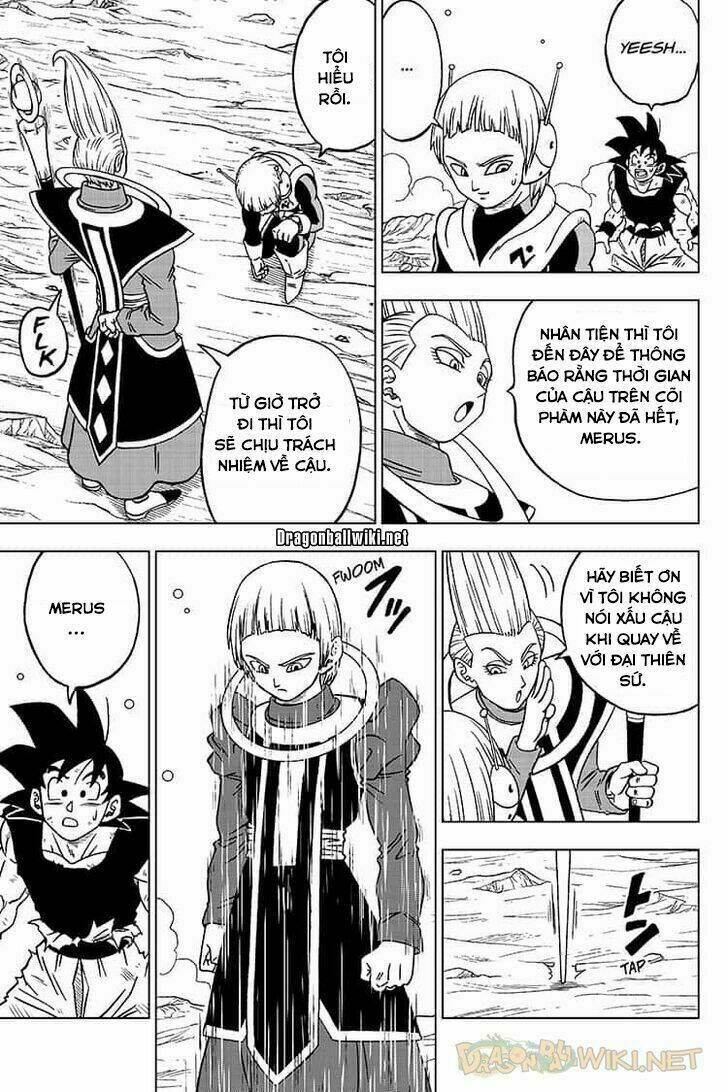 YEESH...
...
TÔI
HIỂU
RỒI.
NHÂN TIỆN THÌ TÔI
ĐẾN ĐÂY ĐỂ THÔNG
BÁO RẰNG THỜI GIAN
CỦA CẬU TRÊN CÕI
PHÀM NÀY ĐÃ HẾT,
MERUS.
FLK
TỪ GIỜ TRỞ
ĐI THÌ TÔI
SẼ CHỊU TRÁCH
NHIỆM VỀ CẬU.
Dragonballwiki.net
HÃY BIẾT ƠN
VÌ TÔI KHÔNG
NÓI XẤU CẬU
KHI QUAY VỀ
VỚI ĐẠI THIÊN
SỨ.
トン
TAP
FWOOM
MERUS
...
DRAGONBALLWIKI.NET